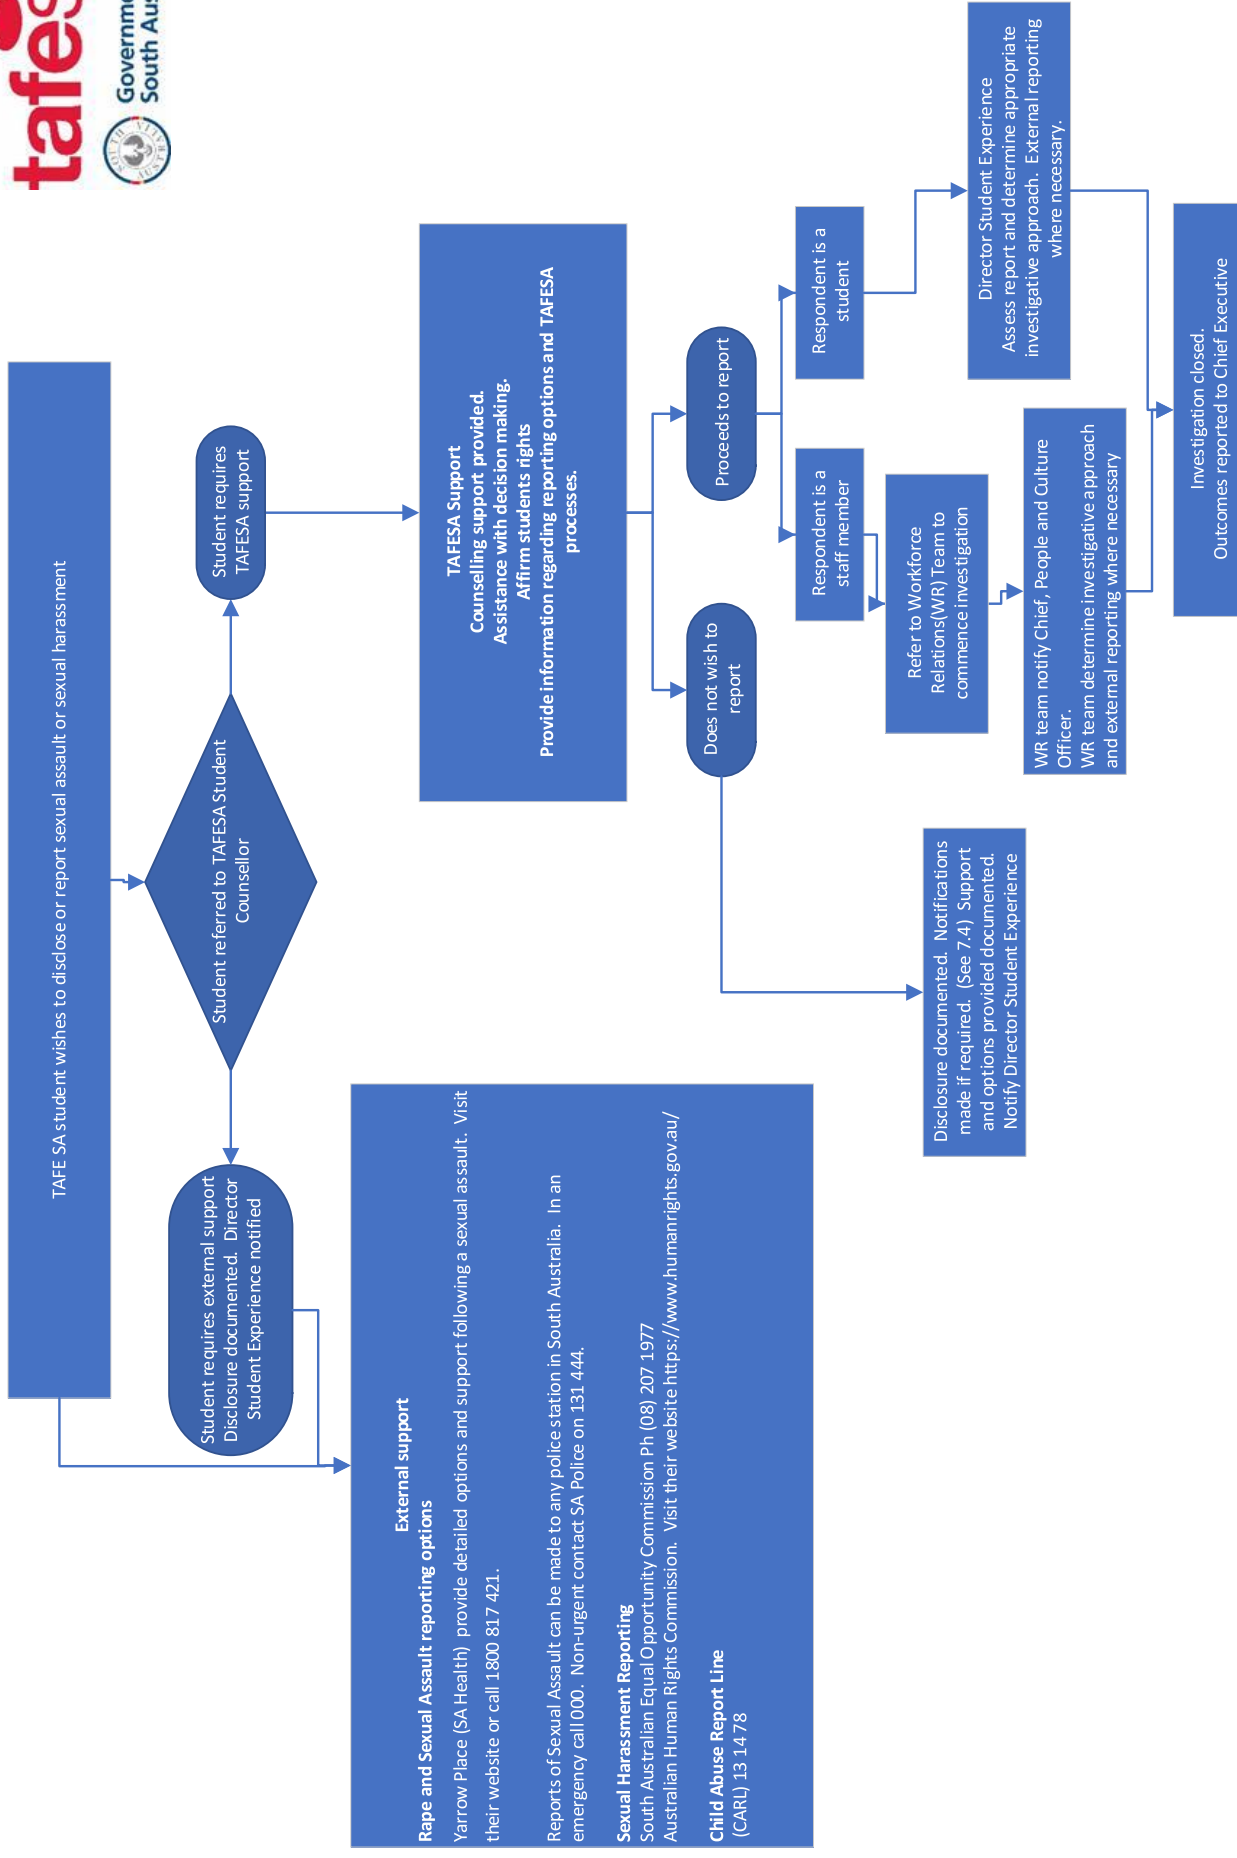 tafes
Governme
South Aus
TAFE SA student wishes to disclose or report sexual assault or sexual harassment
Student referred to TAFESA Student
Counsellor
Student requires external support
Disclosure documented. Director
Student Experience notified
Student requires
TAFESA support
External support
Rape and Sexual Assault reporting options
Yarrow Place (SA Health) provide detailed options and support following a sexual assault. Visit
their website or call 1800 817 421.
Reports of Sexual Assault can be made to any police station in South Australia. In an
emergency call 000. Non-urgent contact SA Police on 131 444.
Sexual Harassment Reporting
South Australian Equal Opportunity Commission Ph (08) 207 1977
Australian Human Rights Commission. Visit their website https://www.humanrights.gov.au/
Child Abuse Report Line
(CARL) 13 14 78
TAFESA Support
Counselling support provided.
Assistance with decision making.
Affirm students rights
Provide information regarding reporting options and TAFESA
processes.
Does not wish to
report
Proceeds to report
Respondent is a
staff member
Respondent is a
student
Refer to Workforce
Relations(WR) Team to
commence investigation
Disclosure documented. Notifications
made if required. (See 7.4) Support
and options provided documented.
Notify Director Student Experience
WR team notify Chief, People and Culture
Officer.
WR team determine investigative approach
and external reporting where necessary
Director Student Experience
Assess report and determine appropriate
investigative approach. External reporting
where necessary.
Investigation closed.
Outcomes reported to Chief Executive